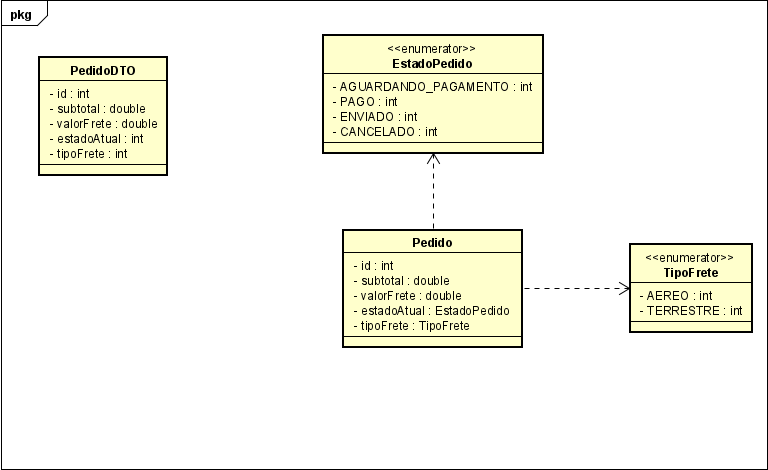 pkg
PedidoDTO
- id : int
- subtotal : double
- valorFrete : double
- estadoAtual : int
- tipoFrete : int
<<enumerator>>
EstadoPedido
- AGUARDANDO_PAGAMENTO : int
- PAGO : int
- ENVIADO : int
- CANCELADO : int
Pedido
- id : int
- subtotal : double
- valorFrete : double
- estadoAtual : EstadoPedido
- tipoFrete : TipoFrete
<<enumerator>>
TipoFrete
- AEREO : int
- TERRESTRE : int